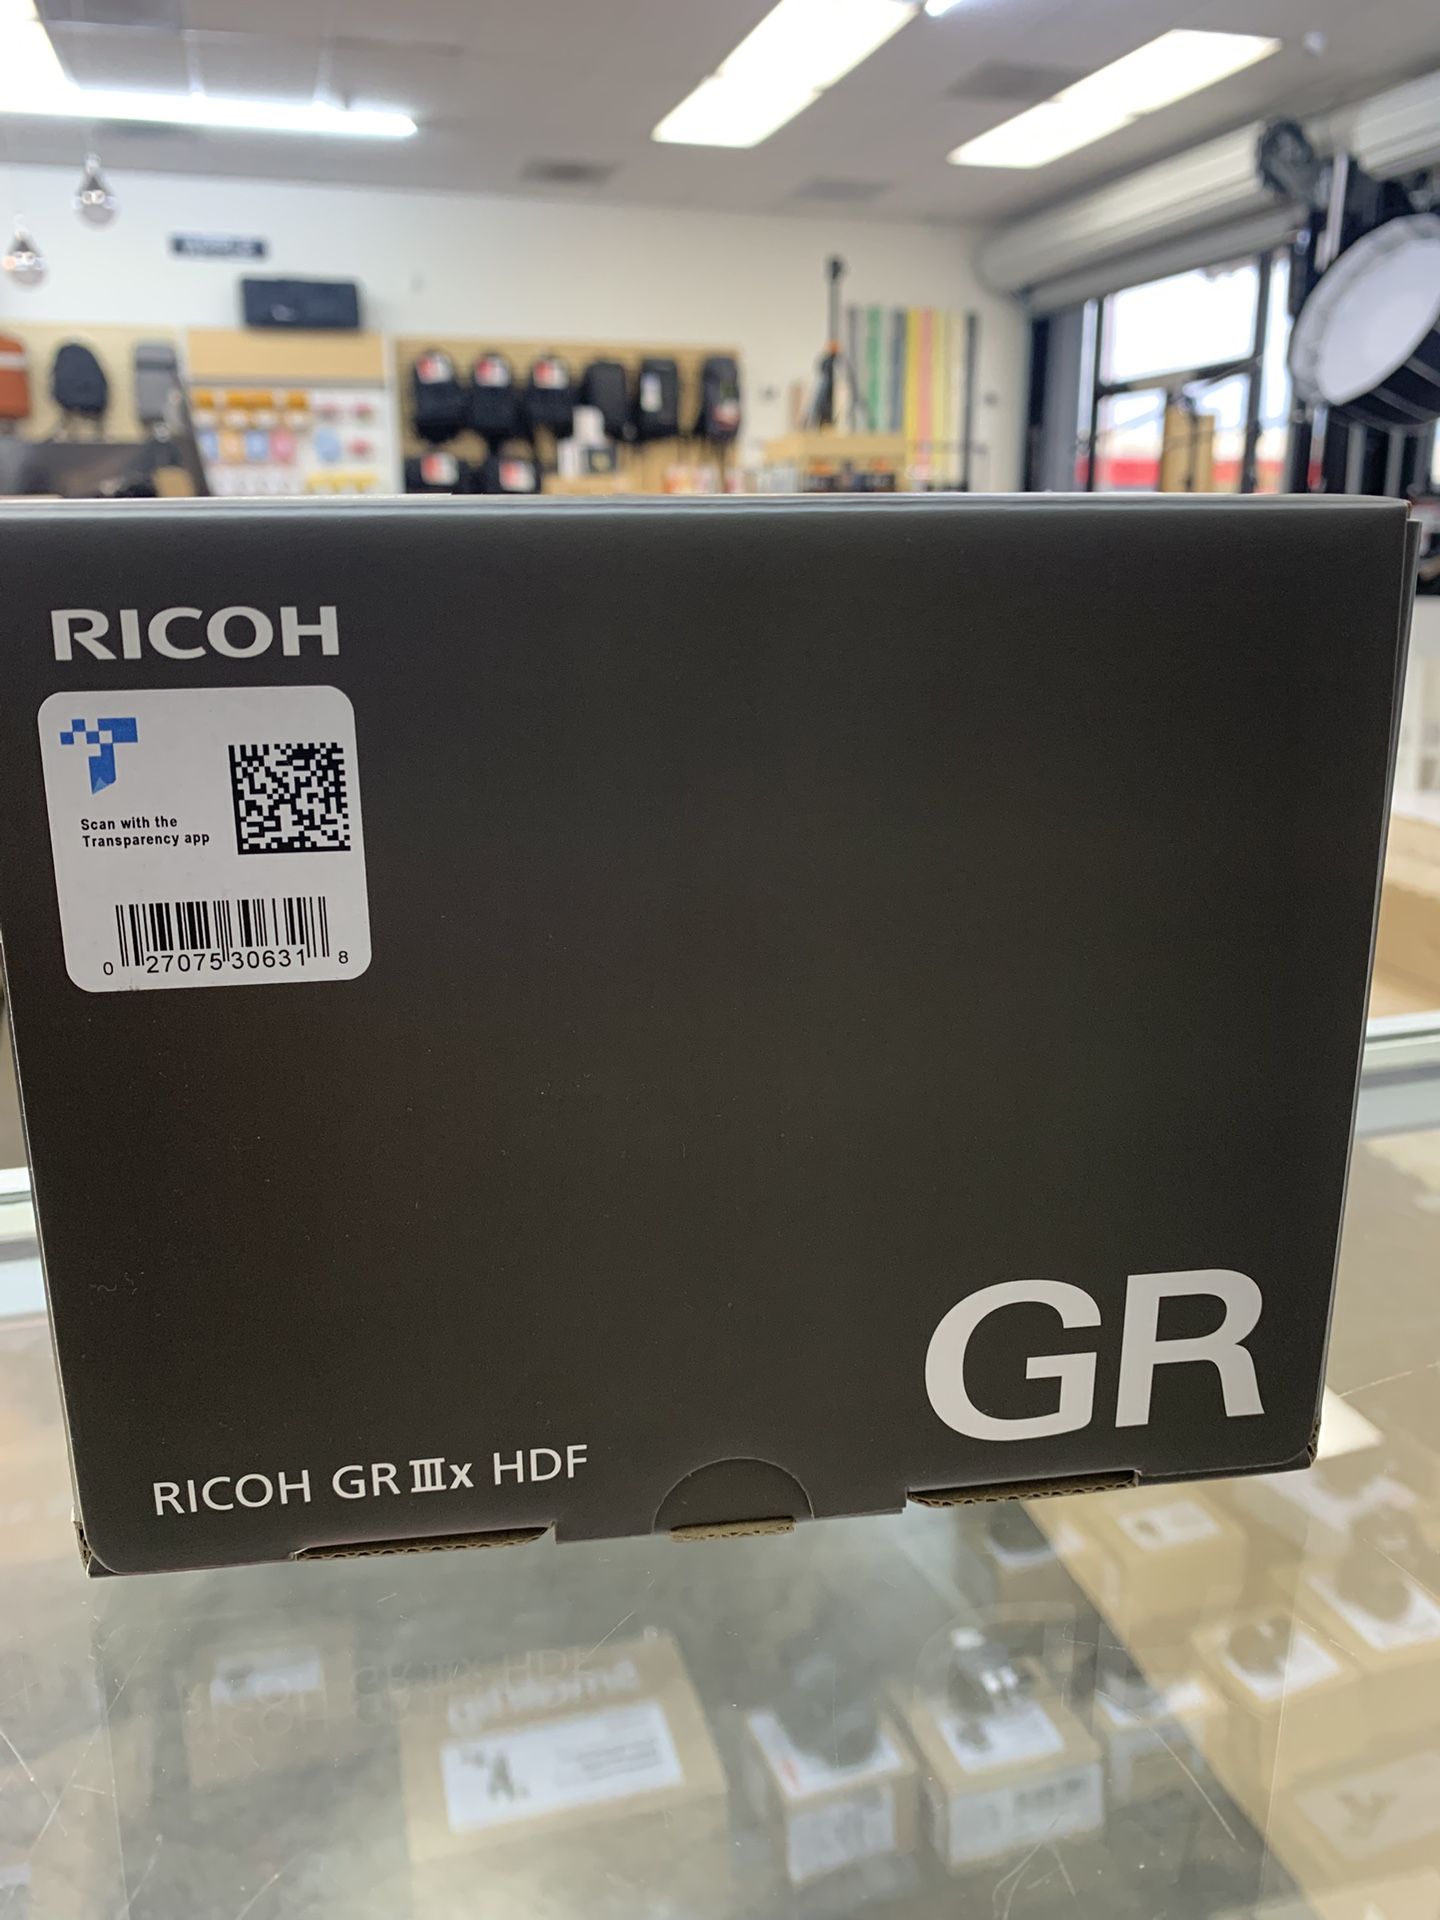 RICOH
Scan with the
Transparency app
0 27075 30631 8
GR
RICOH GR IIIx HDF